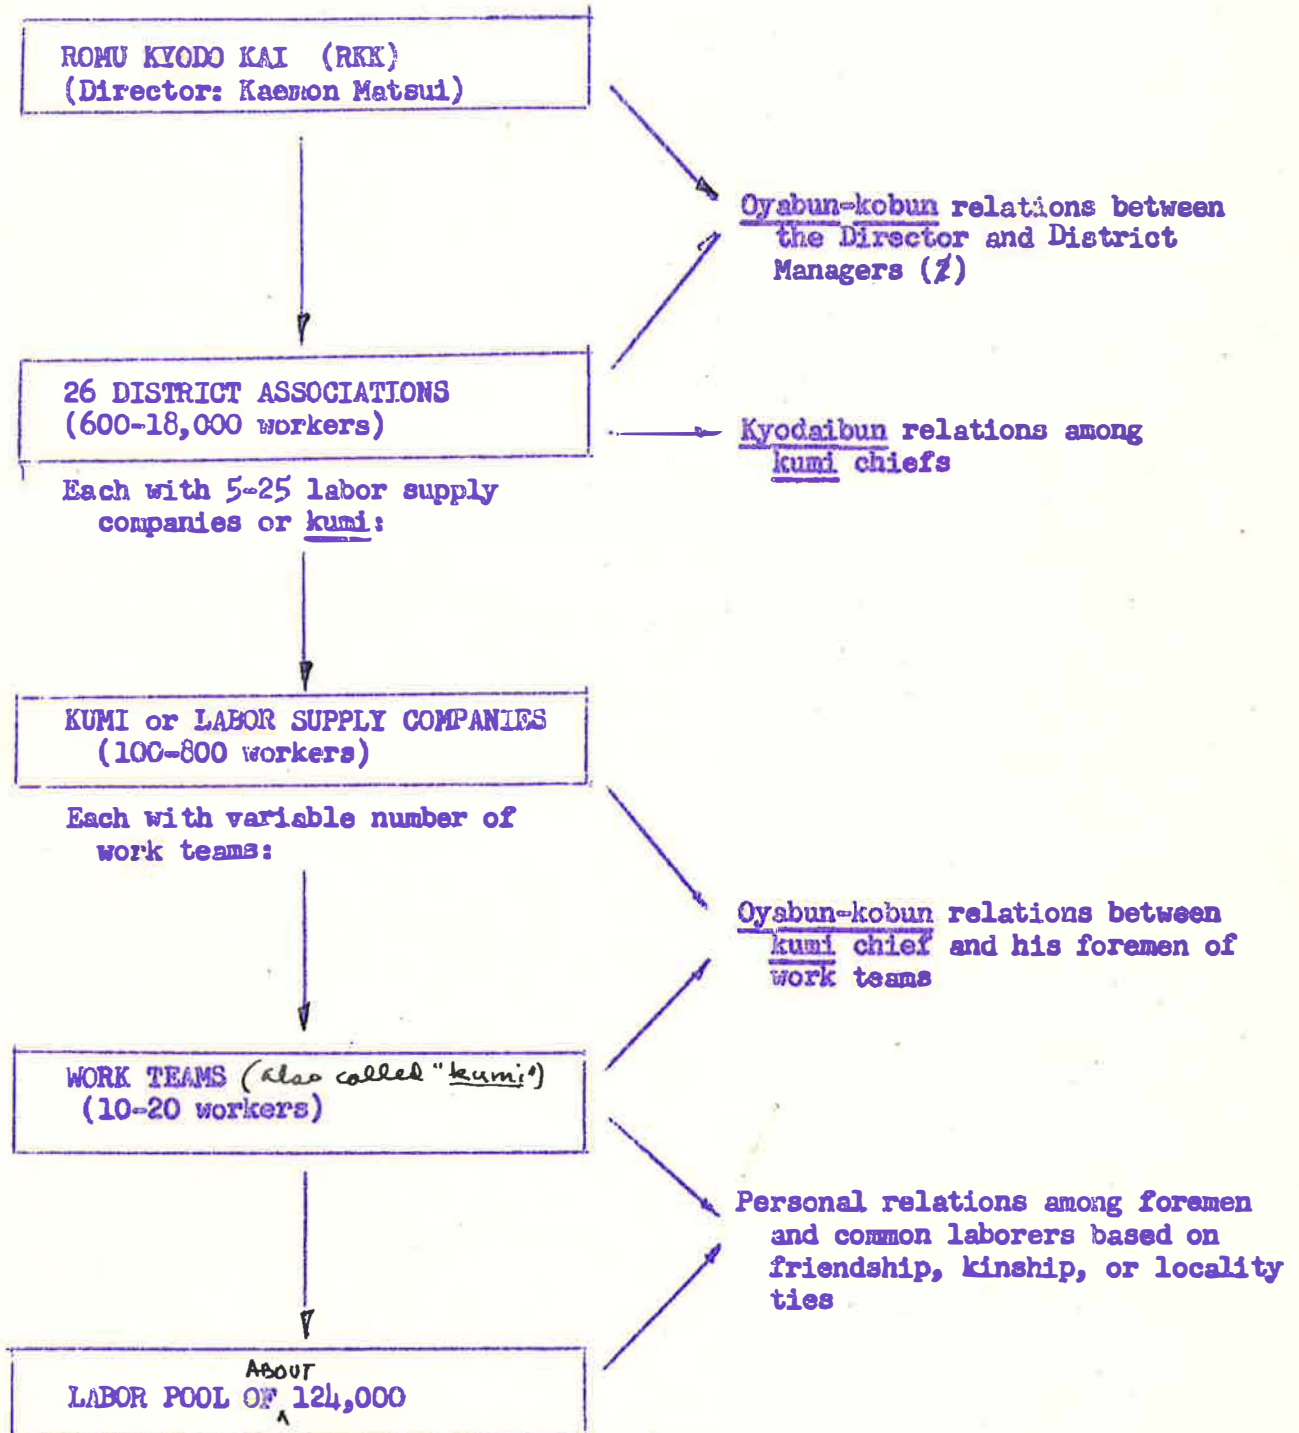 ROMU KYODO KAI (RKK)
(Director: Kaemon Matsui)
Oyabun-kobun relations between
the Director and District
Managers (?)
26 DISTRICT ASSOCIATIONS
(600-18,000 workers)
Kyodaibun relations among
kumi chiefs
Each with 5-25 labor supply
companies or kumi:
KUMI or LABOR SUPPLY COMPANIES
(100-800 workers)
Each with variable number of
work teams:
Oyabun-kobun relations between
kumi chief and his foremen of
work teams
WORK TEAMS (also called "kumi")
(10-20 workers)
Personal relations among foremen
and common laborers based on
friendship, kinship, or locality
ties
LABOR POOL OF ABOUT 124,000